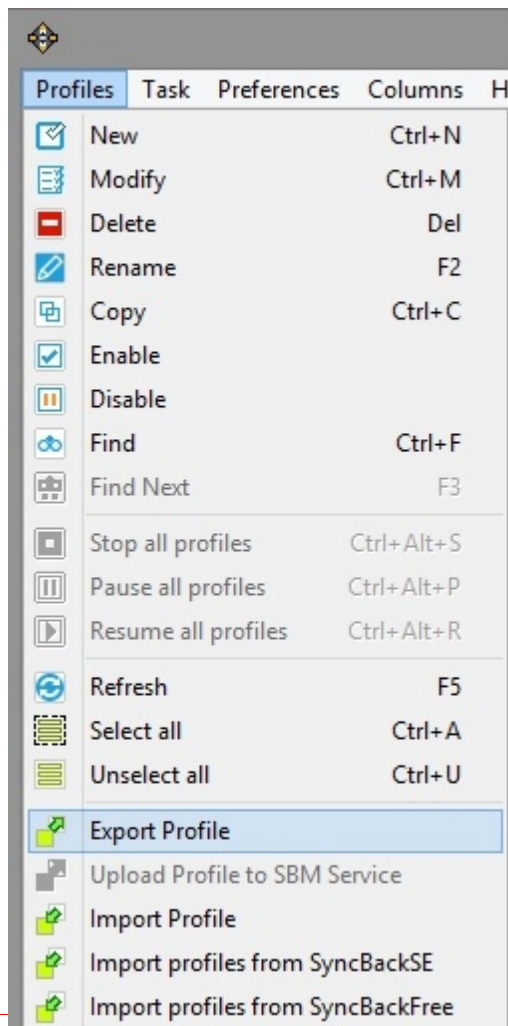 Profiles Task Preferences Columns H
New Ctrl+N
Modify Ctrl+M
Delete Del
Rename F2
Copy Ctrl+C
Enable
Disable
Find Ctrl+F
Find Next F3
Stop all profiles Ctrl+Alt+S
Pause all profiles Ctrl+Alt+P
Resume all profiles Ctrl+Alt+R
Refresh F5
Select all Ctrl+A
Unselect all Ctrl+U
Export Profile
Upload Profile to SBM Service
Import Profile
Import profiles from SyncBackSE
Import profiles from SyncBackFree